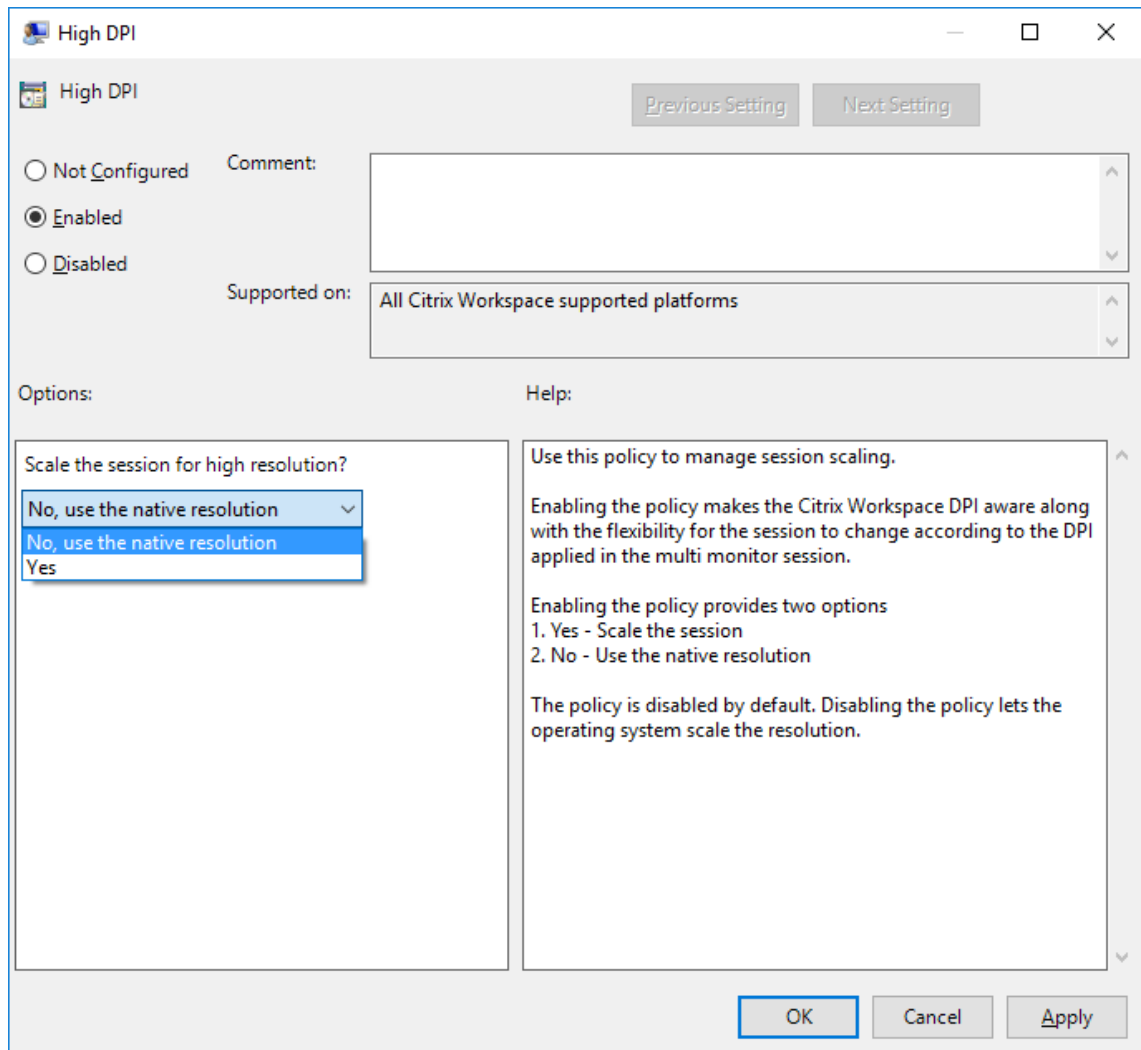 High DPI
High DPI
Previous Setting
Next Setting
Not Configured
Comment:
Enabled
Disabled
Supported on:
All Citrix Workspace supported platforms
Options:
Help:
Scale the session for high resolution?
No, use the native resolution
No, use the native resolution
Yes
Use this policy to manage session scaling.
Enabling the policy makes the Citrix Workspace DPI aware along
with the flexibility for the session to change according to the DPI
applied in the multi monitor session.
Enabling the policy provides two options
1. Yes - Scale the session
2. No - Use the native resolution
The policy is disabled by default. Disabling the policy lets the
operating system scale the resolution.
OK
Cancel
Apply